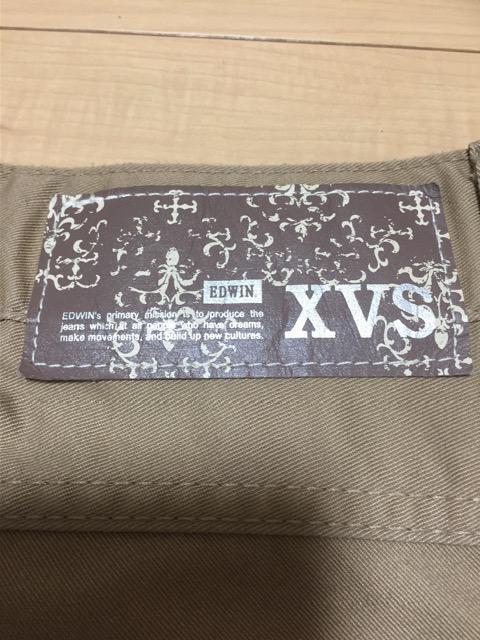 EDWIN.
XVS
EDWIN's primary mission is to produce the
jeans which at all people who have dreams,
make movements, and build up new cultures.